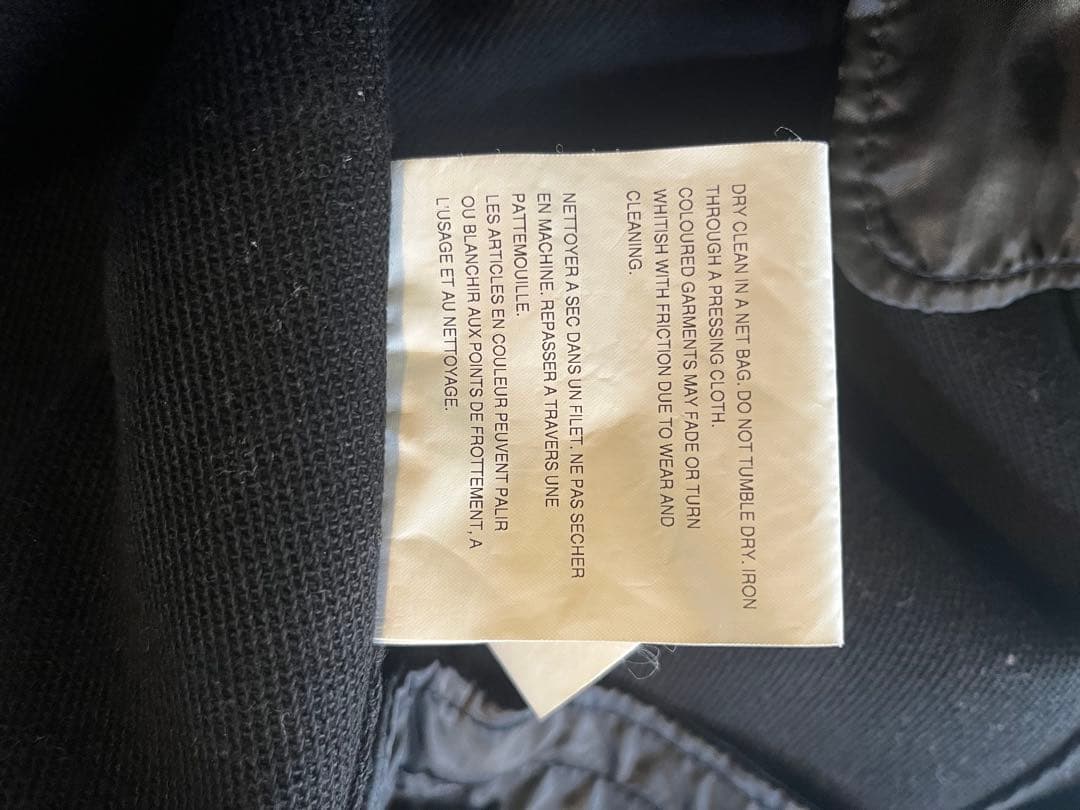 DRY CLEAN IN A NET BAG. DO NOT TUMBLE DRY. IRON
THROUGH A PRESSING CLOTH.
COLOURED GARMENTS MAY FADE OR TURN
WHITISH WITH FRICTION DUE TO WEAR AND
CLEANING.
NETTOYER A SEC DANS UN FILET. NE PAS SECHER
EN MACHINE. REPASSER A TRAVERS UNE
PATTEMOUILLE.
LES ARTICLES EN COULEUR PEUVENT PALIR
OU BLANCHIR AUX POINTS DE FROTTEMENT, A
L'USAGE ET AU NETTOYAGE.